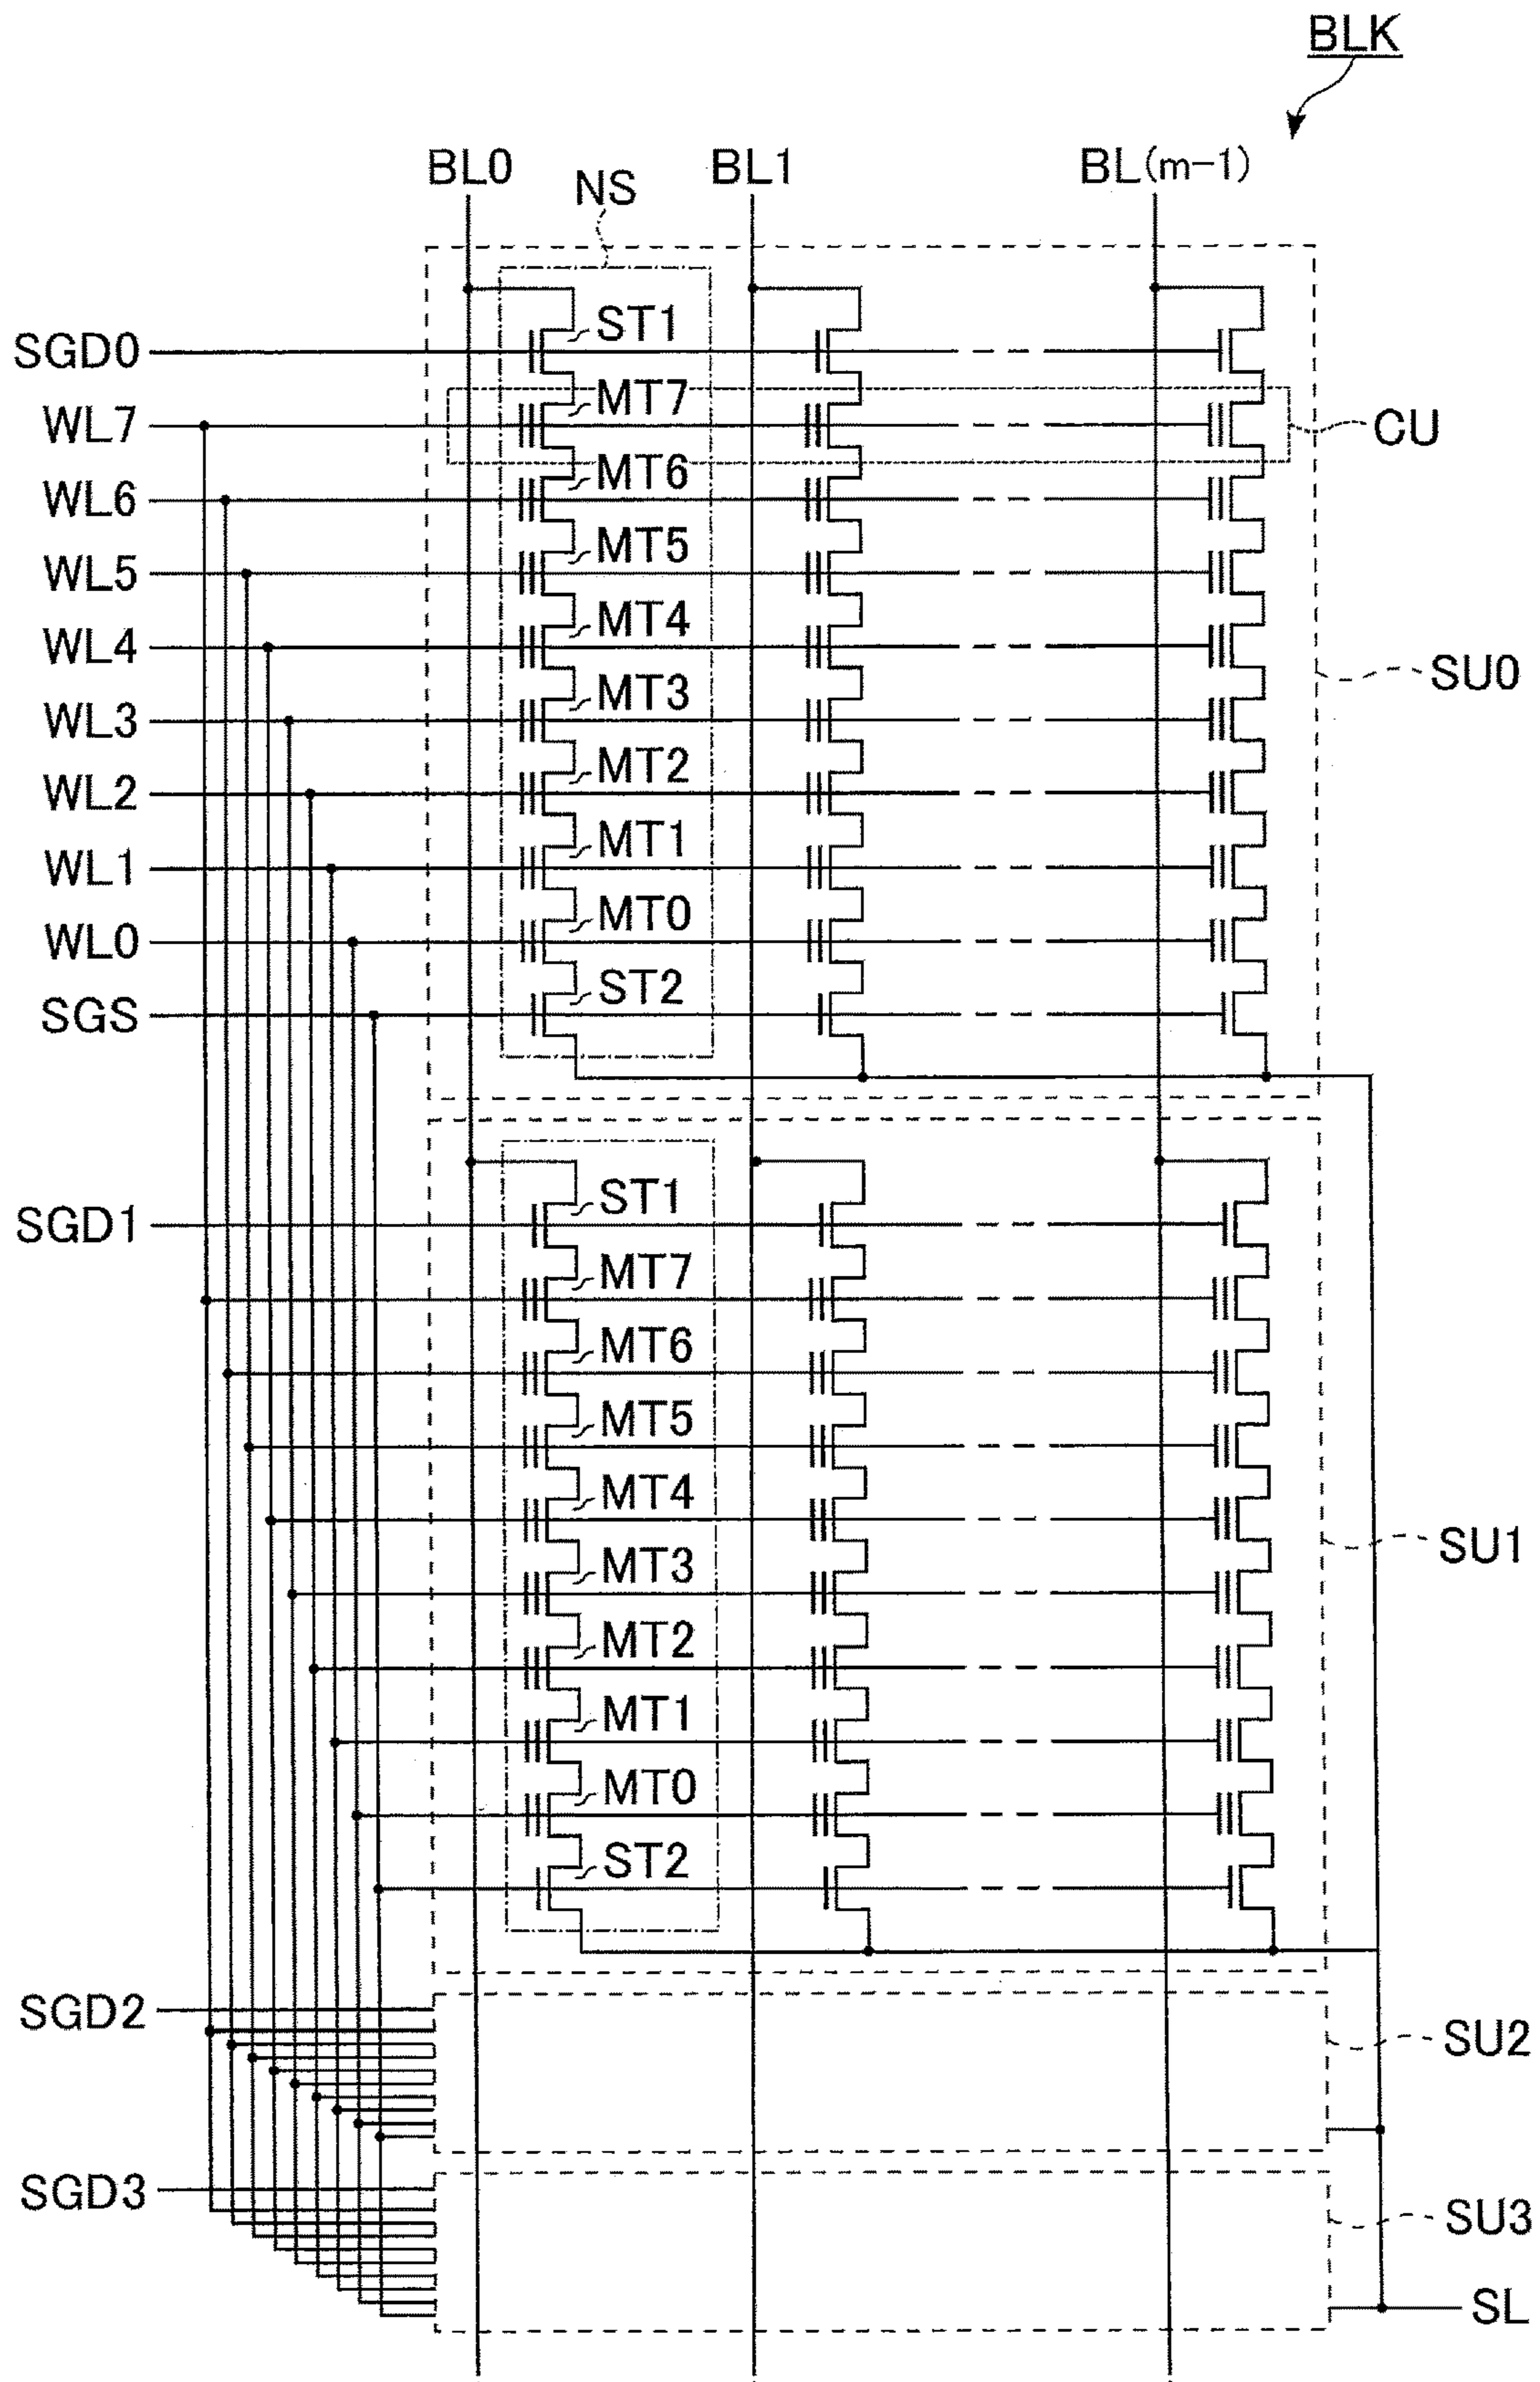 BLK
BL0 NS BL1 BL(m-1)
ST1
SGD0
MT7
WL7 CU
MT6
WL6
MT5
WL5
MT4
WL4
MT3 SU0
WL3
MT2
WL2
MT1
WL1
MT0
WL0
ST2
SGS
ST1
SGD1
MT7
MT6
MT5
MT4
SU1
MT3
MT2
MT1
MT0
ST2
SGD2
SU2
SGD3
SU3
SL